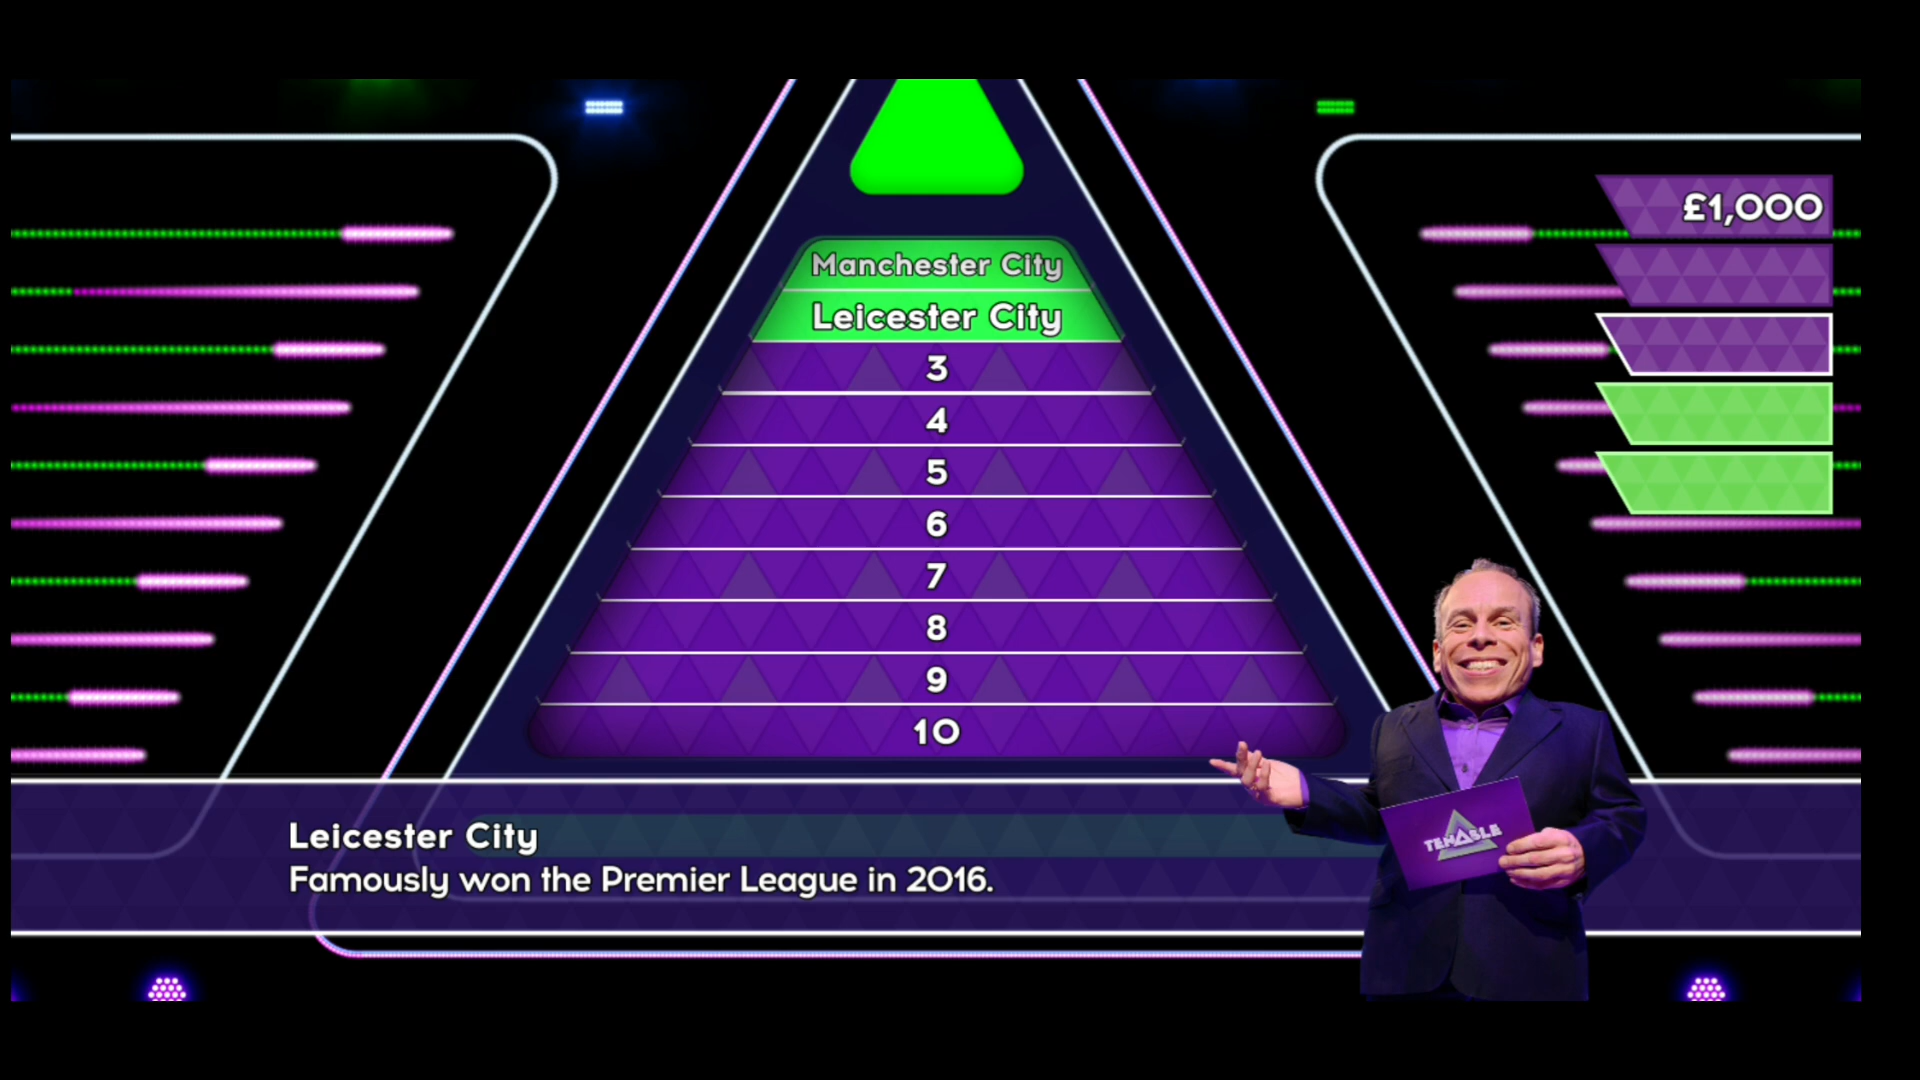 £1,000
Manchester City
Leicester City
3
4
5
6
7
8
9
10
Leicester City
Famously won the Premier League in 2016.
TENABLE